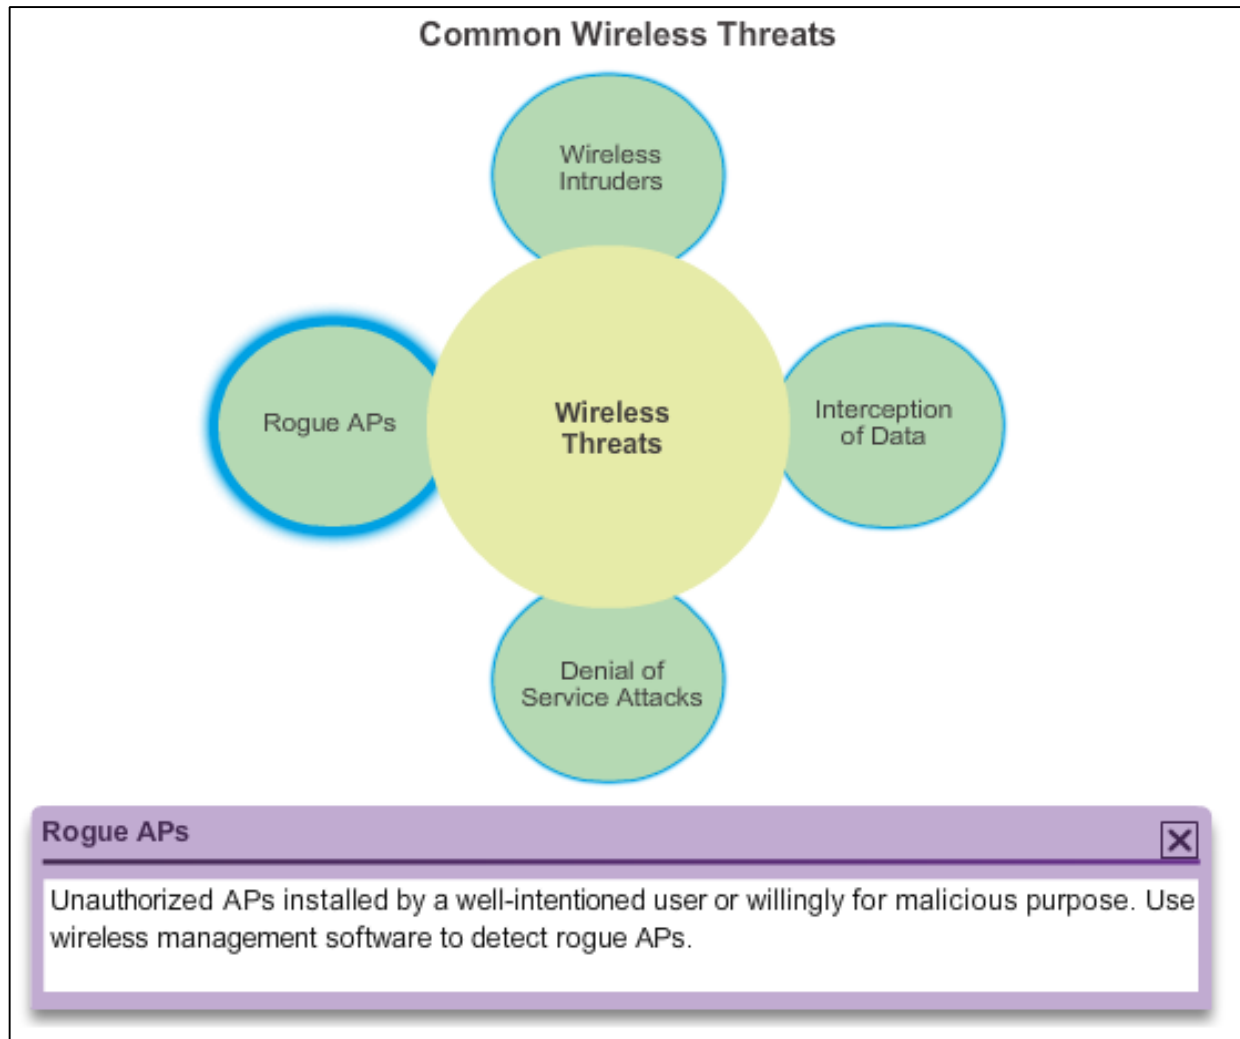 Common Wireless Threats
Wireless
Intruders
Rogue APs
Wireless
Threats
Interception
of Data
Denial of
Service Attacks
Rogue APs
Unauthorized APs installed by a well-intentioned user or willingly for malicious purpose. Use
wireless management software to detect rogue APs.